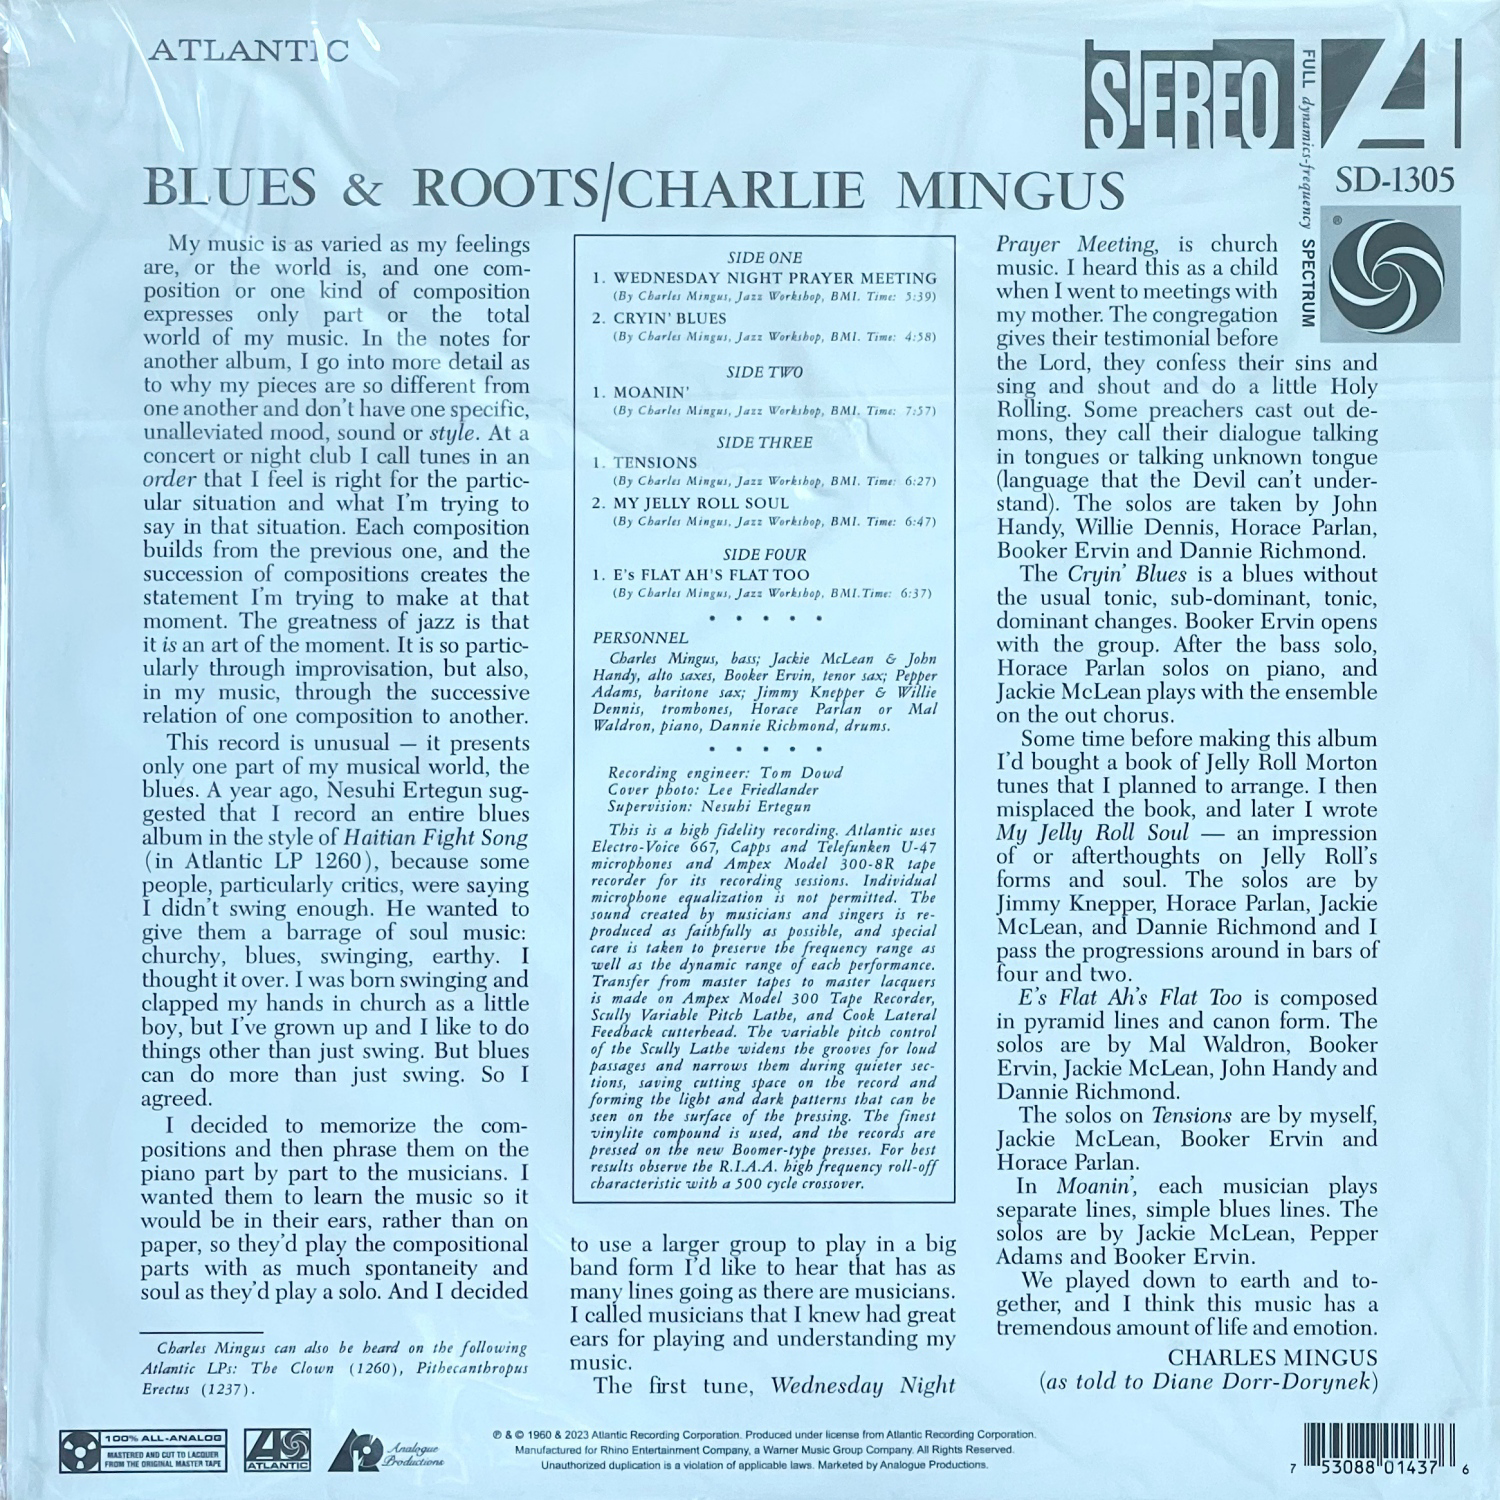 ATLANTIC
STEREO
FULL dynamics-frequency SPECTRUM
SD-1305
BLUES & ROOTS/CHARLIE MINGUS
My music is as varied as my feelings
are, or the world is, and one com-
position or one kind of composition
expresses only part or the total
world of my music. In the notes for
another album, I go into more detail as
to why my pieces are so different from
one another and don't have one specific,
unalleviated mood, sound or style. At a
concert or night club I call tunes in an
order that I feel is right for the partic-
ular situation and what I'm trying to
say in that situation. Each composition
builds from the previous one, and the
succession of compositions creates the
statement I'm trying to make at that
moment. The greatness of jazz is that
it is an art of the moment. It is so partic-
ularly through improvisation, but also,
in my music, through the successive
relation of one composition to another.
This record is unusual — it presents
only one part of my musical world, the
blues. A year ago, Nesuhi Ertegun sug-
gested that I record an entire blues
album in the style of Haitian Fight Song
(in Atlantic LP 1260), because some
people, particularly critics, were saying
I didn't swing enough. He wanted to
give them a barrage of soul music:
churchy, blues, swinging, earthy. I
thought it over. I was born swinging and
clapped my hands in church as a little
boy, but I've grown up and I like to do
things other than just swing. But blues
can do more than just swing. So I
agreed.
I decided to memorize the com-
positions and then phrase them on the
piano part by part to the musicians. I
wanted them to learn the music so it
would be in their ears, rather than on
paper, so they'd play the compositional
parts with as much spontaneity and
soul as they'd play a solo. And I decided
Charles Mingus can also be heard on the following
Atlantic LPs: The Clown (1260), Pithecanthropus
Erectus (1237).
SIDE ONE
1. WEDNESDAY NIGHT PRAYER MEETING
(By Charles Mingus, Jazz Workshop, BMI. Time: 5:39)
2. CRYIN' BLUES
(By Charles Mingus, Jazz Workshop, BMI. Time: 4:58)
SIDE TWO
1. MOANIN'
(By Charles Mingus, Jazz Workshop, BMI. Time: 7:57)
SIDE THREE
1. TENSIONS
(By Charles Mingus, Jazz Workshop, BMI. Time: 6:27)
2. MY JELLY ROLL SOUL
(By Charles Mingus, Jazz Workshop, BMI. Time: 6:47)
SIDE FOUR
1. E's FLAT AH'S FLAT TOO
(By Charles Mingus, Jazz Workshop, BMI.Time: 6:37)
• • • • •
PERSONNEL
Charles Mingus, bass; Jackie McLean & John
Handy, alto saxes, Booker Ervin, tenor sax; Pepper
Adams, baritone sax; Jimmy Knepper & Willie
Dennis, trombones, Horace Parlan or Mal
Waldron, piano, Dannie Richmond, drums.
• • • • •
Recording engineer: Tom Dowd
Cover photo: Lee Friedlander
Supervision: Nesuhi Ertegun
This is a high fidelity recording. Atlantic uses
Electro-Voice 667, Capps and Telefunken U-47
microphones and Ampex Model 300-8R tape
recorder for its recording sessions. Individual
microphone equalization is not permitted. The
sound created by musicians and singers is re-
produced as faithfully as possible, and special
care is taken to preserve the frequency range as
well as the dynamic range of each performance.
Transfer from master tapes to master lacquers
is made on Ampex Model 300 Tape Recorder,
Scully Variable Pitch Lathe, and Cook Lateral
Feedback cutterhead. The variable pitch control
of the Scully Lathe widens the grooves for loud
passages and narrows them during quieter sec-
tions, saving cutting space on the record and
forming the light and dark patterns that can be
seen on the surface of the pressing. The finest
vinylite compound is used, and the records are
pressed on the new Boomer-type presses. For best
results observe the R.I.A.A. high frequency roll-off
characteristic with a 500 cycle crossover.
to use a larger group to play in a big
band form I'd like to hear that has as
many lines going as there are musicians.
I called musicians that I knew had great
ears for playing and understanding my
music.
The first tune, Wednesday Night
Prayer Meeting, is church
music. I heard this as a child
when I went to meetings with
my mother. The congregation
gives their testimonial before
the Lord, they confess their sins and
sing and shout and do a little Holy
Rolling. Some preachers cast out de-
mons, they call their dialogue talking
in tongues or talking unknown tongue
(language that the Devil can't under-
stand). The solos are taken by John
Handy, Willie Dennis, Horace Parlan,
Booker Ervin and Dannie Richmond.
The Cryin' Blues is a blues without
the usual tonic, sub-dominant, tonic,
dominant changes. Booker Ervin opens
with the group. After the bass solo,
Horace Parlan solos on piano, and
Jackie McLean plays with the ensemble
on the out chorus.
Some time before making this album
I'd bought a book of Jelly Roll Morton
tunes that I planned to arrange. I then
misplaced the book, and later I wrote
My Jelly Roll Soul — an impression
of or afterthoughts on Jelly Roll's
forms and soul. The solos are by
Jimmy Knepper, Horace Parlan, Jackie
McLean, and Dannie Richmond and I
pass the progressions around in bars of
four and two.
E's Flat Ah's Flat Too is composed
in pyramid lines and canon form. The
solos are by Mal Waldron, Booker
Ervin, Jackie McLean, John Handy and
Dannie Richmond.
The solos on Tensions are by myself,
Jackie McLean, Booker Ervin and
Horace Parlan.
In Moanin', each musician plays
separate lines, simple blues lines. The
solos are by Jackie McLean, Pepper
Adams and Booker Ervin.
We played down to earth and to-
gether, and I think this music has a
tremendous amount of life and emotion.
CHARLES MINGUS
(as told to Diane Dorr-Dorynek)
100% ALL-ANALOG
MASTERED AND CUT TO LACQUER
FROM THE ORIGINAL MASTER TAPE
ATLANTIC
Analogue
Productions
℗ & © 1960 & 2023 Atlantic Recording Corporation. Produced under license from Atlantic Recording Corporation.
Manufactured for Rhino Entertainment Company, a Warner Music Group Company. All Rights Reserved.
Unauthorized duplication is a violation of applicable laws. Marketed by Analogue Productions.
7 53088 01437 6